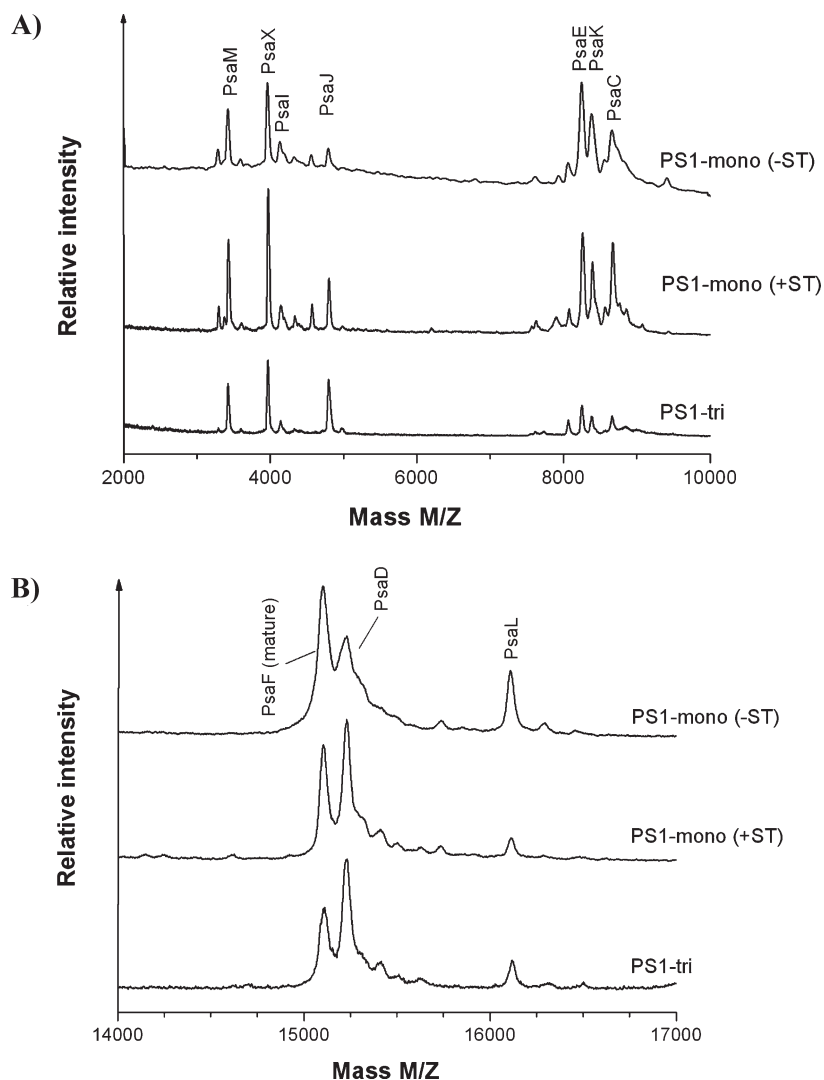 A)
Relative intensity
PsaM
PsaX
PsaI
PsaJ
PsaE
PsaK
PsaC
PS1-mono (-ST)
PS1-mono (+ST)
PS1-tri
2000
4000
6000
8000
10000
Mass M/Z
B)
Relative intensity
PsaF (mature)
PsaD
PsaL
PS1-mono (-ST)
PS1-mono (+ST)
PS1-tri
14000
15000
16000
17000
Mass M/Z